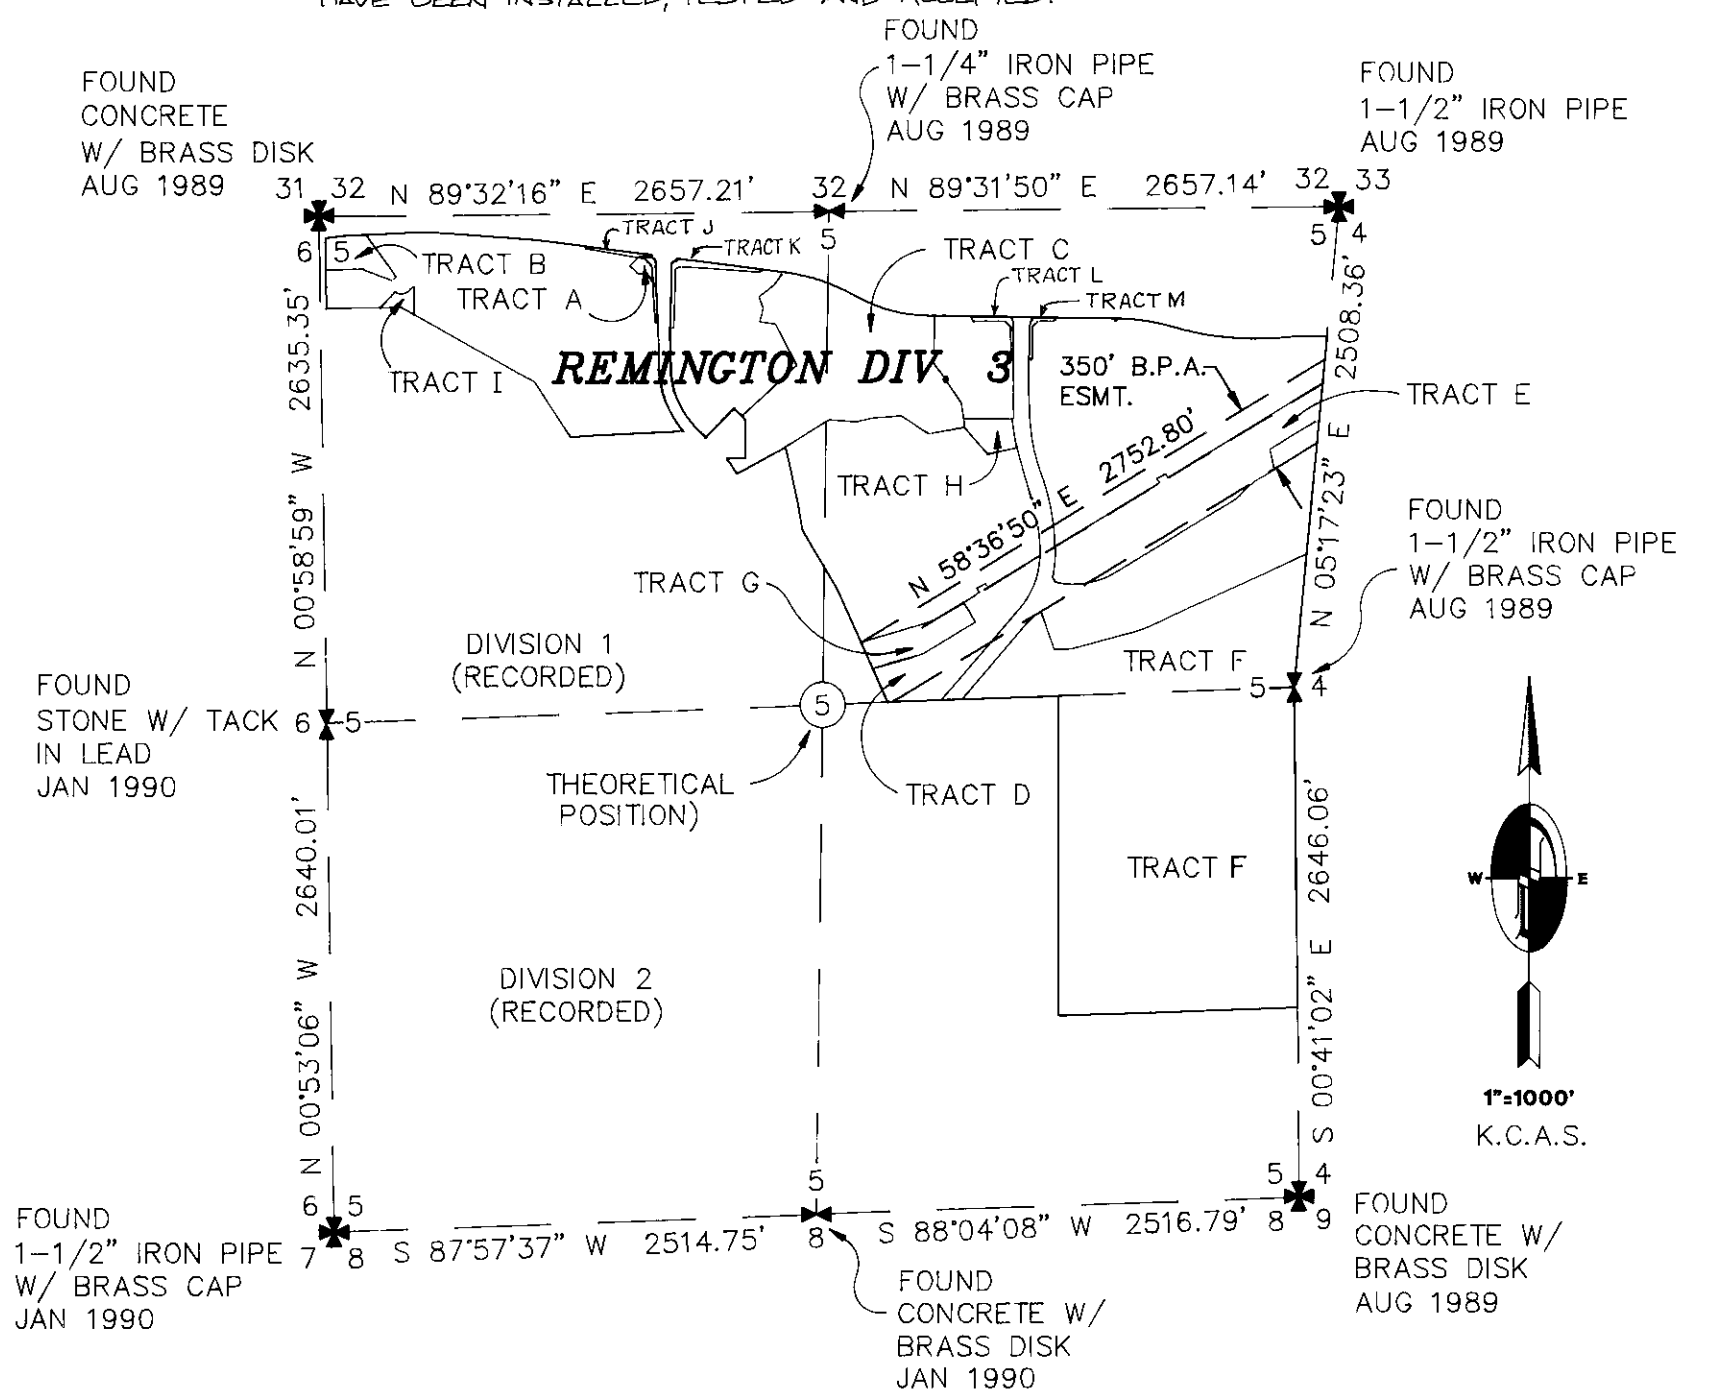 HAVE BEEN INSTALLED, TESTED AND ACCEPTED.
FOUND
1-1/4" IRON PIPE
W/ BRASS CAP
AUG 1989
FOUND
CONCRETE
W/ BRASS DISK
AUG 1989
FOUND
1-1/2" IRON PIPE
AUG 1989
31 32 N 89°32'16" E 2657.21' 32 N 89°31'50" E 2657.14' 32 33
6 5 5 5 4
TRACT J
TRACT K
TRACT C
TRACT B
TRACT A
TRACT L
TRACT M
TRACT I
REMINGTON DIV. 3
350' B.P.A.
ESMT.
TRACT E
N 05°17'23" E 2508.36'
N 00°58'59" W 2635.35'
N 58°36'50" E 2752.80'
TRACT H
FOUND
1-1/2" IRON PIPE
W/ BRASS CAP
AUG 1989
TRACT G
DIVISION 1
(RECORDED)
TRACT F
5 4
FOUND
STONE W/ TACK
IN LEAD
JAN 1990
6 5
5
THEORETICAL
POSITION)
TRACT D
TRACT F
N 00°53'06" W 2640.01'
S 00°41'02" E 2646.06'
DIVISION 2
(RECORDED)
W E
1"=1000'
K.C.A.S.
6 5
7 8
5
8
5 4
8 9
S 87°57'37" W 2514.75'
S 88°04'08" W 2516.79'
FOUND
1-1/2" IRON PIPE
W/ BRASS CAP
JAN 1990
FOUND
CONCRETE W/
BRASS DISK
JAN 1990
FOUND
CONCRETE W/
BRASS DISK
AUG 1989